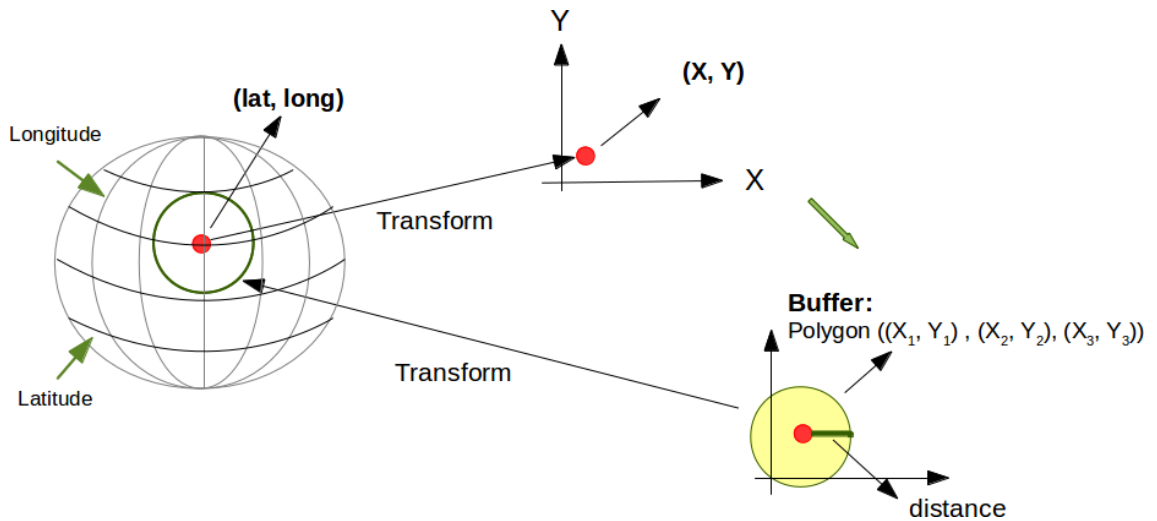 Y
(X, Y)
(lat, long)
Longitude
X
Transform
Buffer:
Polygon ((X₁, Y₁) , (X₂, Y₂), (X₃, Y₃))
Transform
Latitude
distance